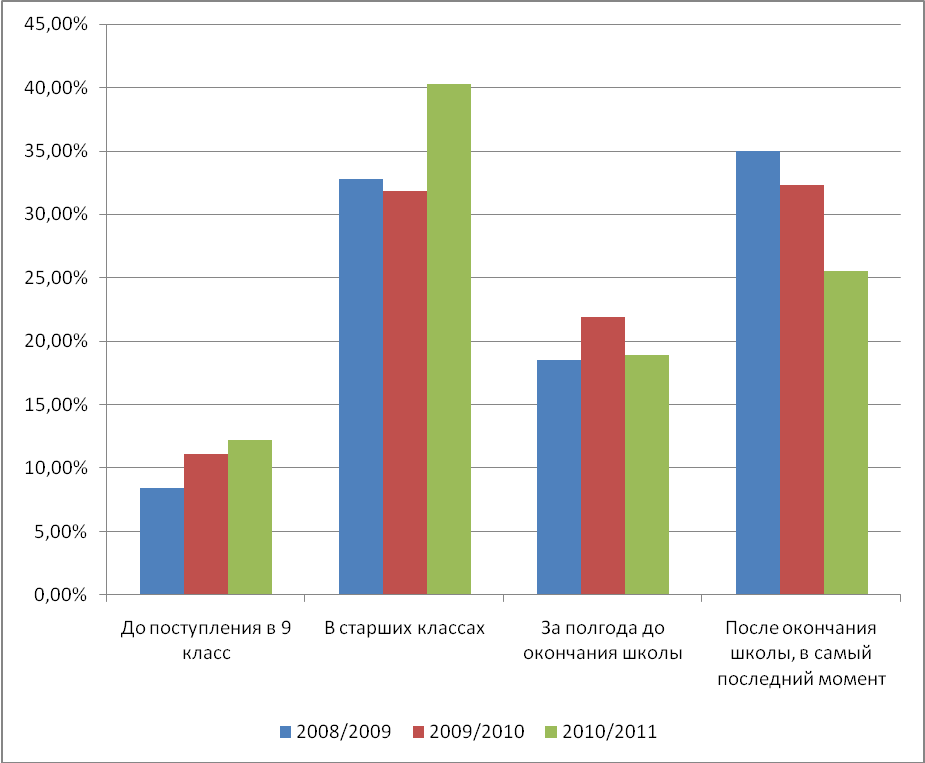 45,00%
40,00%
35,00%
30,00%
25,00%
20,00%
15,00%
10,00%
5,00%
0,00%
До поступления в 9
класс
В старших классах
За полгода до
окончания школы
После окончания
школы, в самый
последний момент
2008/2009 2009/2010 2010/2011